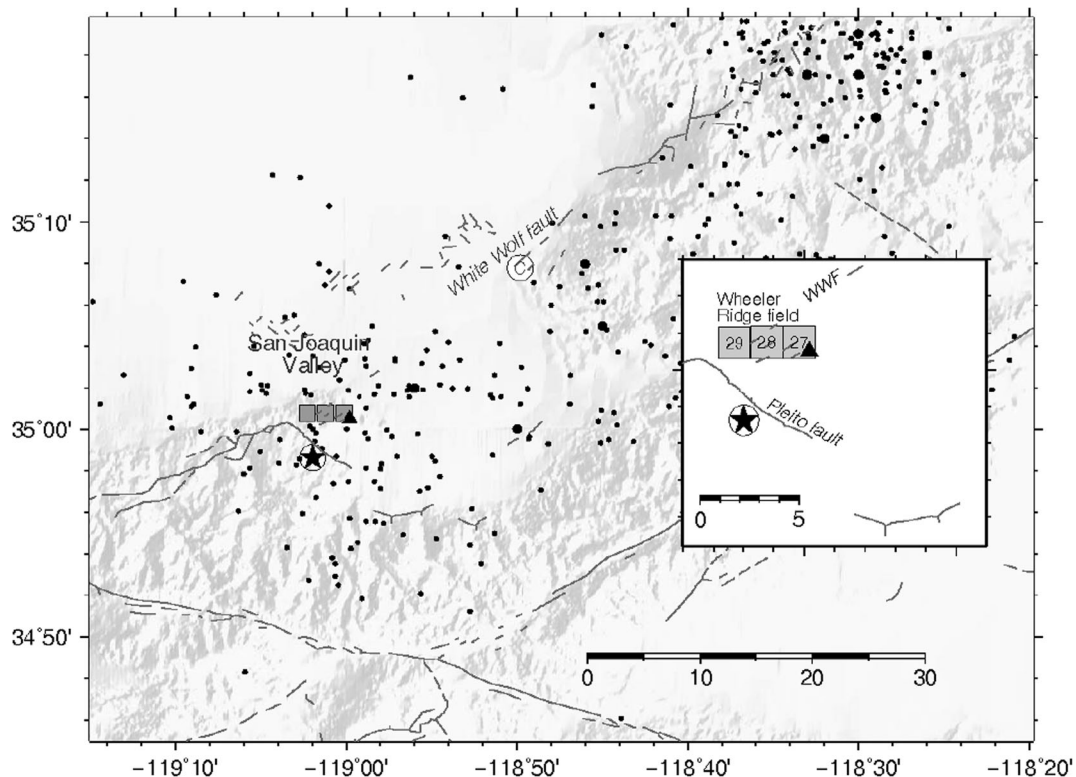 35°10'
35°00'
34°50'
−119°10'
−119°00'
−118°50'
−118°40'
−118°30'
−118°20'
White Wolf fault
C
San Joaquin
Valley
WWF
Wheeler
Ridge field
29 28 27
Pleito fault
0 5
0 10 20 30